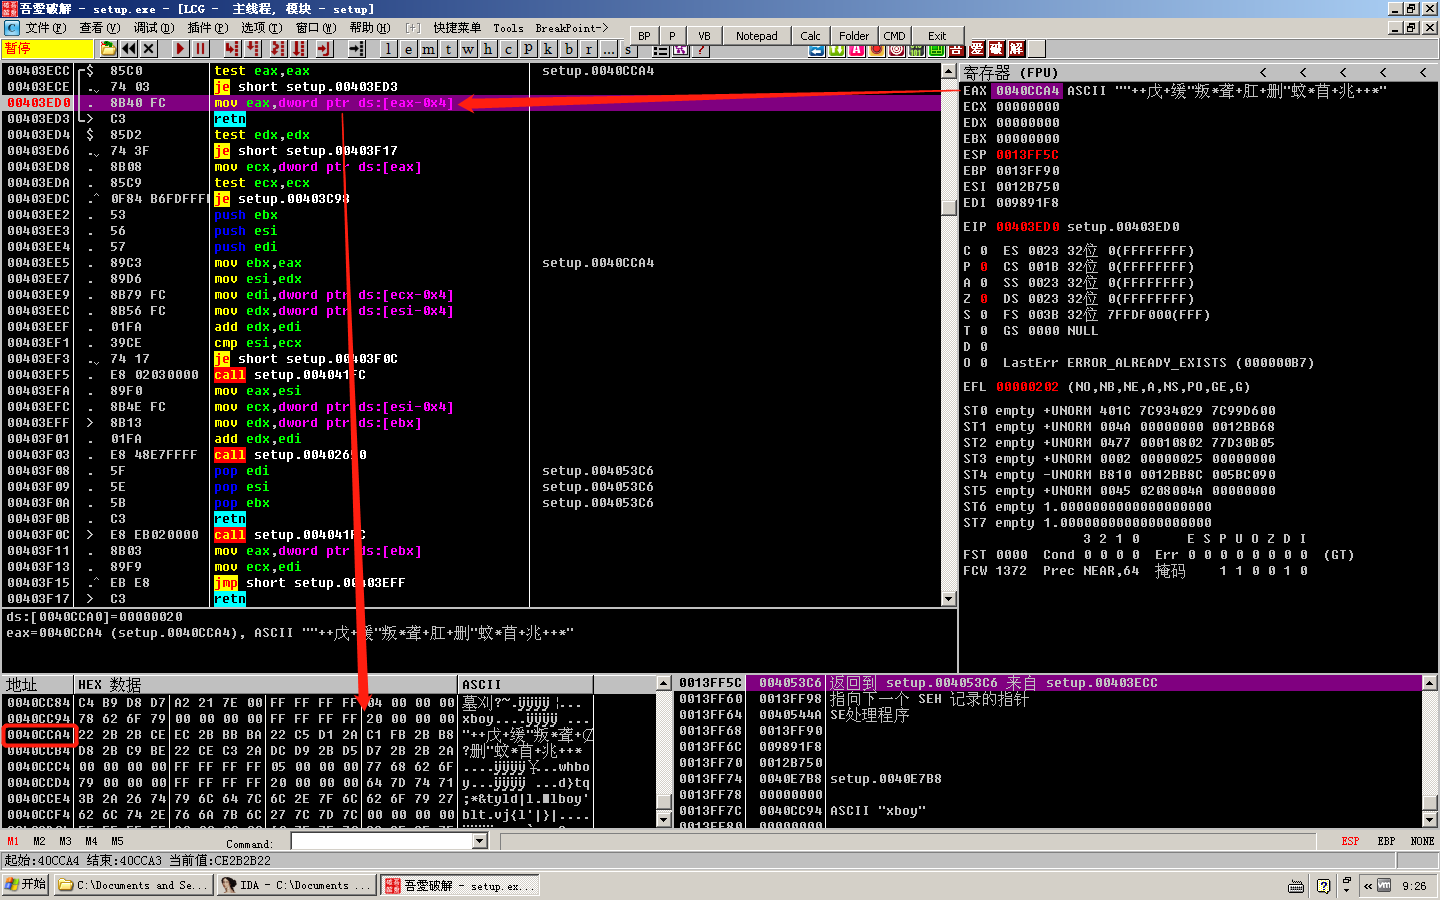 吾爱破解 - setup.exe - [LCG -  主线程, 模块 - setup]
文件(F) 查看(V) 调试(D) 插件(P) 选项(T) 窗口(W) 帮助(H) [+] 快捷菜单 Tools BreakPoint->
BP P VB Notepad Calc Folder CMD Exit
暂停 l e m t w h c p k b r ... s
00403ECC $ 85C0 test eax,eax setup.0040CCA4
00403ECE . 74 03 je short setup.00403ED3
00403ED0 . 8B40 FC mov eax,dword ptr ds:[eax-0x4]
00403ED3 > C3 retn
00403ED4 $ 85D2 test edx,edx
00403ED6 . 74 3F je short setup.00403F17
00403ED8 . 8B08 mov ecx,dword ptr ds:[eax]
00403EDA . 85C9 test ecx,ecx
00403EDC .^ 0F84 B6FDFFFF je setup.00403C98
00403EE2 . 53 push ebx
00403EE3 . 56 push esi
00403EE4 . 57 push edi
00403EE5 . 89C3 mov ebx,eax setup.0040CCA4
00403EE7 . 89D6 mov esi,edx
00403EE9 . 8B79 FC mov edi,dword ptr ds:[ecx-0x4]
00403EEC . 8B56 FC mov edx,dword ptr ds:[esi-0x4]
00403EEF . 01FA add edx,edi
00403EF1 . 39CE cmp esi,ecx
00403EF3 . 74 17 je short setup.00403F0C
00403EF5 . E8 02030000 call setup.004041FC
00403EFA . 89F0 mov eax,esi
00403EFC . 8B4E FC mov ecx,dword ptr ds:[esi-0x4]
00403EFF > 8B13 mov edx,dword ptr ds:[ebx]
00403F01 . 01FA add edx,edi
00403F03 . E8 48E7FFFF call setup.00402650
00403F08 . 5F pop edi setup.004053C6
00403F09 . 5E pop esi setup.004053C6
00403F0A . 5B pop ebx setup.004053C6
00403F0B . C3 retn
00403F0C > E8 EB020000 call setup.004041FC
00403F11 . 8B03 mov eax,dword ptr ds:[ebx]
00403F13 . 89F9 mov ecx,edi
00403F15 .^ EB E8 jmp short setup.00403EFF
00403F17 > C3 retn
ds:[0040CCA0]=00000020
eax=0040CCA4 (setup.0040CCA4), ASCII ""++戊+缓"叛*聋+肛+删"蚊*苜+兆+++*"
寄存器 (FPU) < < < < <
EAX 0040CCA4 ASCII ""++戊+缓"叛*聋+肛+删"蚊*苜+兆+++*"
ECX 00000000
EDX 00000000
EBX 00000000
ESP 0013FF5C
EBP 0013FF90
ESI 0012B750
EDI 009891F8
EIP 00403ED0 setup.00403ED0
C 0 ES 0023 32位 0(FFFFFFFF)
P 0 CS 001B 32位 0(FFFFFFFF)
A 0 SS 0023 32位 0(FFFFFFFF)
Z 0 DS 0023 32位 0(FFFFFFFF)
S 0 FS 003B 32位 7FFDF000(FFF)
T 0 GS 0000 NULL
D 0
O 0 LastErr ERROR_ALREADY_EXISTS (000000B7)
EFL 00000202 (NO,NB,NE,A,NS,PO,GE,G)
ST0 empty +UNORM 401C 7C934029 7C99D600
ST1 empty +UNORM 004A 00000000 0012BB68
ST2 empty +UNORM 0477 00010802 77D30B05
ST3 empty +UNORM 0002 00000025 00000000
ST4 empty -UNORM B810 0012BB8C 005BC090
ST5 empty +UNORM 0045 0208004A 00000000
ST6 empty 1.0000000000000000000
ST7 empty 1.0000000000000000000
3 2 1 0 E S P U O Z D I
FST 0000 Cond 0 0 0 0 Err 0 0 0 0 0 0 0 0 (GT)
FCW 1372 Prec NEAR,64 掩码 1 1 0 0 1 0
地址 HEX 数据 ASCII
0040CC84 C4 B9 D8 D7 A2 21 7E 00 FF FF FF FF 04 00 00 00
0040CC94 78 62 6F 79 00 00 00 00 FF FF FF FF 20 00 00 00 xboy....ÿÿÿÿ ...
0040CCA4 22 2B 2B CE EC 2B BB BA 22 C5 D1 2A C1 FB 2B B8
0040CCB4 D8 2B C9 BE 22 CE C3 2A DC D9 2B D5 D7 2B 2B 2A ?删"蚊*苜+兆+++*
0040CCC4 00 00 00 00 FF FF FF FF 05 00 00 00 77 68 62 6F ....ÿÿÿÿ...whbo
0040CCD4 79 00 00 00 FF FF FF FF 20 00 00 00 64 7D 74 71 y...ÿÿÿÿ ...d}tq
0040CCE4 3B 2A 26 74 79 6C 64 7C 6C 2E 7F 6C 62 6F 79 27 ;*&tyld|l.lboy'
0040CCF4 62 6C 74 2E 76 6A 7B 6C 27 7C 7D 7C 00 00 00 00 blt.vj{l'|}|....
0013FF5C 004053C6 返回到 setup.004053C6 来自 setup.00403ECC
0013FF60 0013FF98 指向下一个 SEH 记录的指针
0013FF64 0040544A SE处理程序
0013FF68 0013FF90
0013FF6C 009891F8
0013FF70 0012B750
0013FF74 0040E7B8 setup.0040E7B8
0013FF78 00000000
0013FF7C 0040CC94 ASCII "xboy"
0013FF80 00000000
M1 M2 M3 M4 M5 Command: ESP EBP NONE
起始:40CCA4 结束:40CCA3 当前值:CE2B2B22
开始 C:\Documents and Se... IDA - C:\Documents ... 吾爱破解 - setup.ex... 9:26